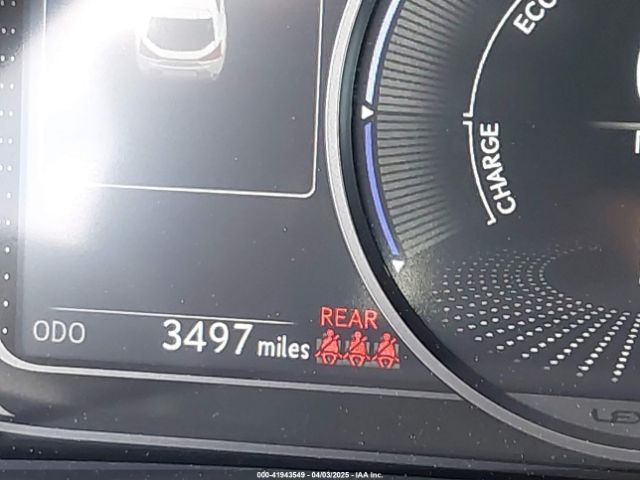 ECO
CHARGE
REAR
ODO 3497 miles
000-41943549 - 04/03/2025 - IAA Inc.